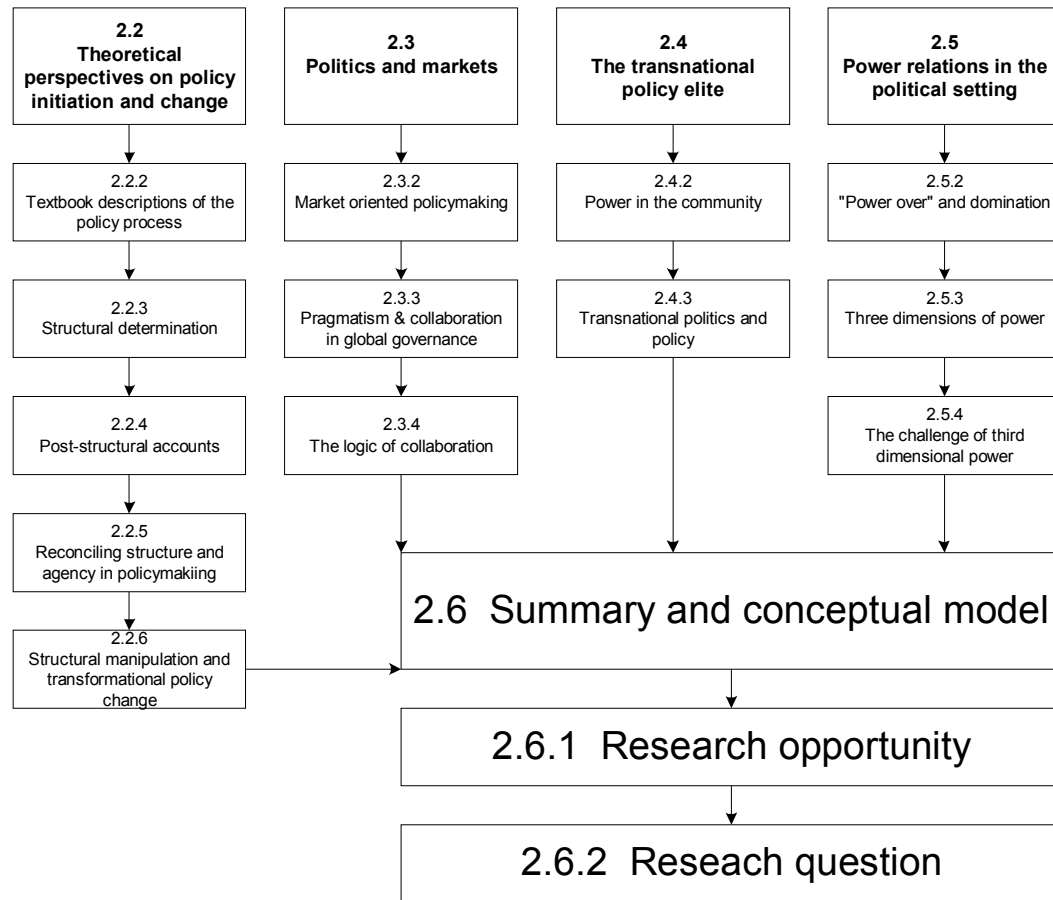 2.2
Theoretical
perspectives on policy
initiation and change
2.2.2
Textbook descriptions of the
policy process
2.2.3
Structural determination
2.2.4
Post-structural accounts
2.2.5
Reconciling structure and
agency in policymakiing
2.2.6
Structural manipulation and
transformational policy
change
2.3
Politics and markets
2.3.2
Market oriented policymaking
2.3.3
Pragmatism & collaboration
in global governance
2.3.4
The logic of collaboration
2.4
The transnational
policy elite
2.4.2
Power in the community
2.4.3
Transnational politics and
policy
2.5
Power relations in the
political setting
2.5.2
"Power over" and domination
2.5.3
Three dimensions of power
2.5.4
The challenge of third
dimensional power
2.6 Summary and conceptual model
2.6.1 Research opportunity
2.6.2 Reseach question